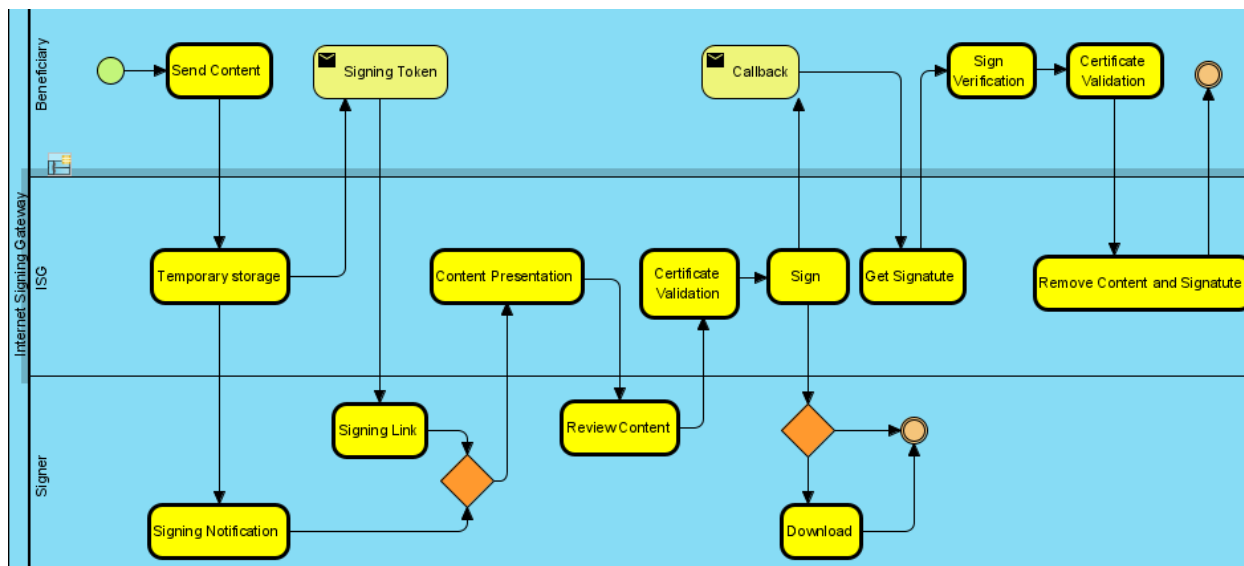 Internet Signing Gateway
Beneficiary
Send Content
Signing Token
Callback
Sign
Verification
Certificate
Validation
ISG
Temporary storage
Content Presentation
Certificate
Validation
Sign
Get Signatute
Remove Content and Signatute
Signer
Signing Link
Review Content
Signing Notification
Download